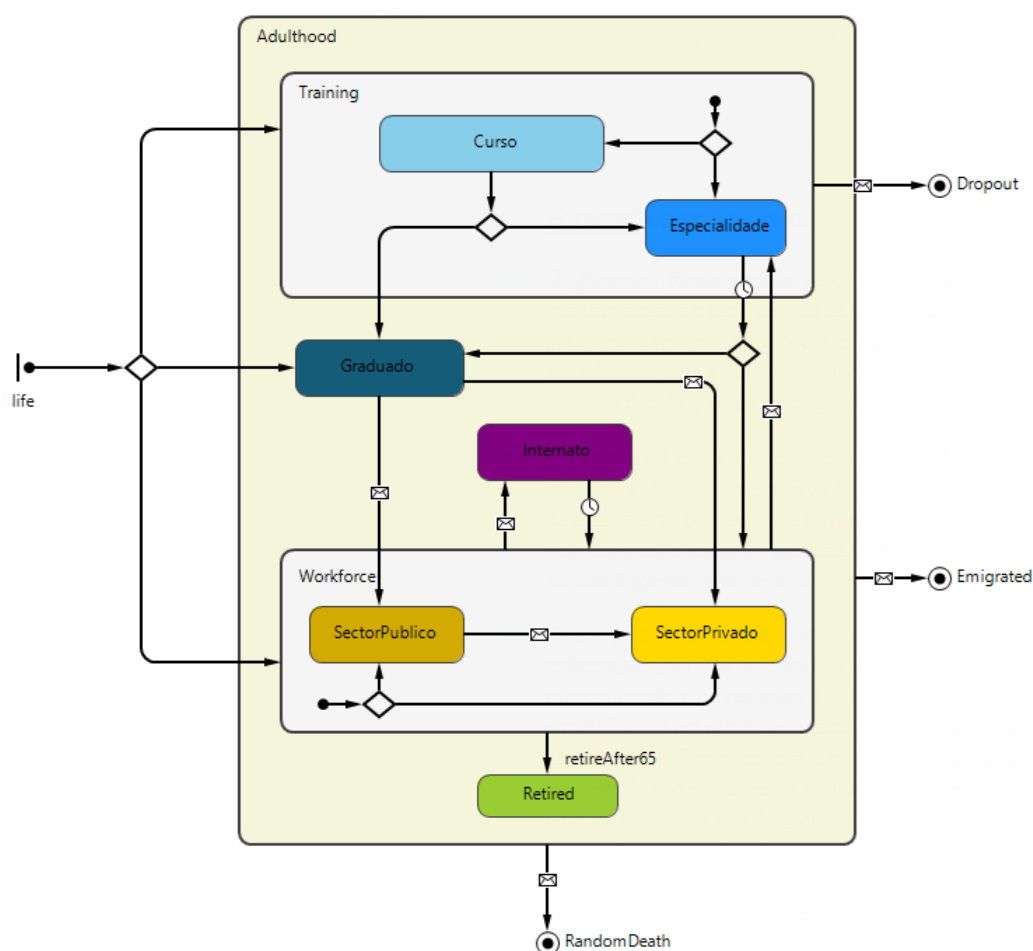 Adulthood
Training
Curso
Dropout
Especialidade
Graduado
life
Internato
Workforce
Emigrated
SectorPublico
SectorPrivado
retireAfter65
Retired
RandomDeath